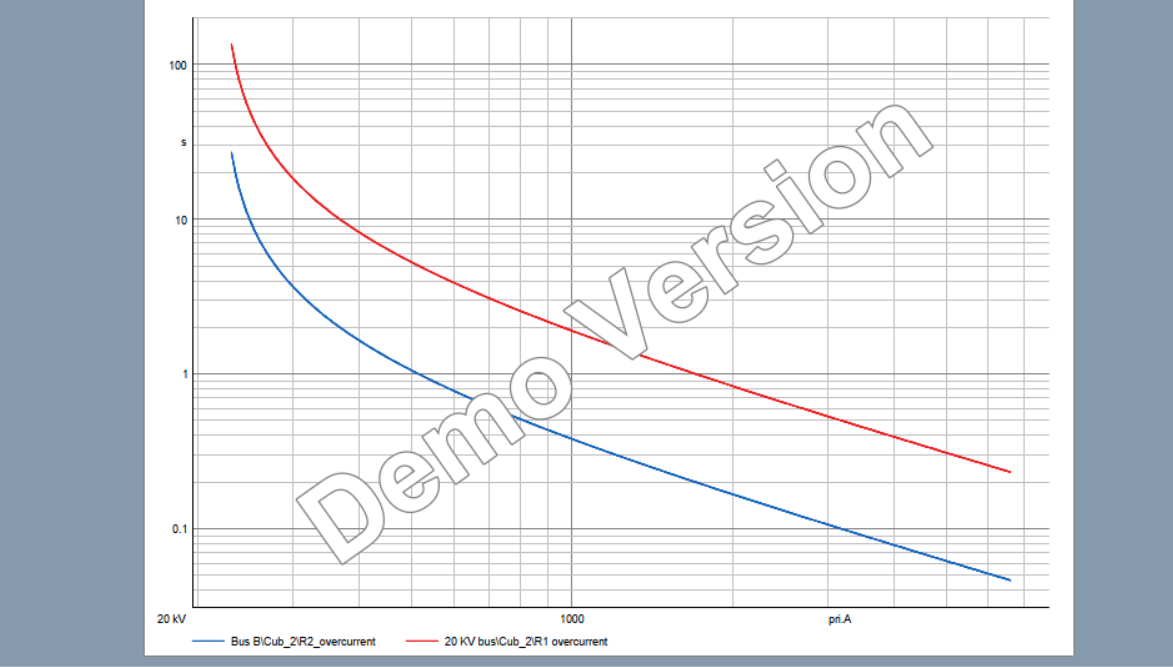 100
s
10
1
0.1
20 kV
1000
pri.A
Bus B\Cub_2\R2_overcurrent
20 KV bus\Cub_2\R1 overcurrent
Demo Version